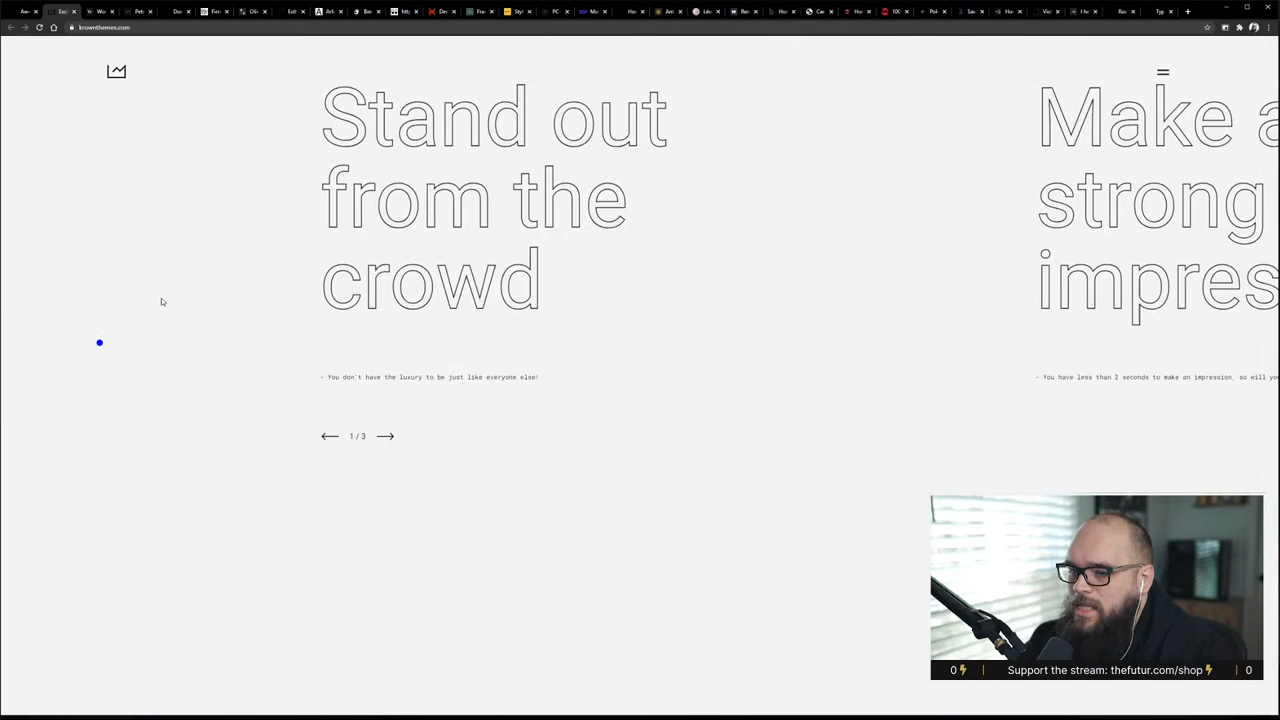 krownthemes.com
Stand out
from the
crowd
Make a
strong
impres
- You don't have the luxury to be just like everyone else!
- You have less than 2 seconds to make an impression, so will you
1 / 3
0 Support the stream: thefutur.com/shop 0